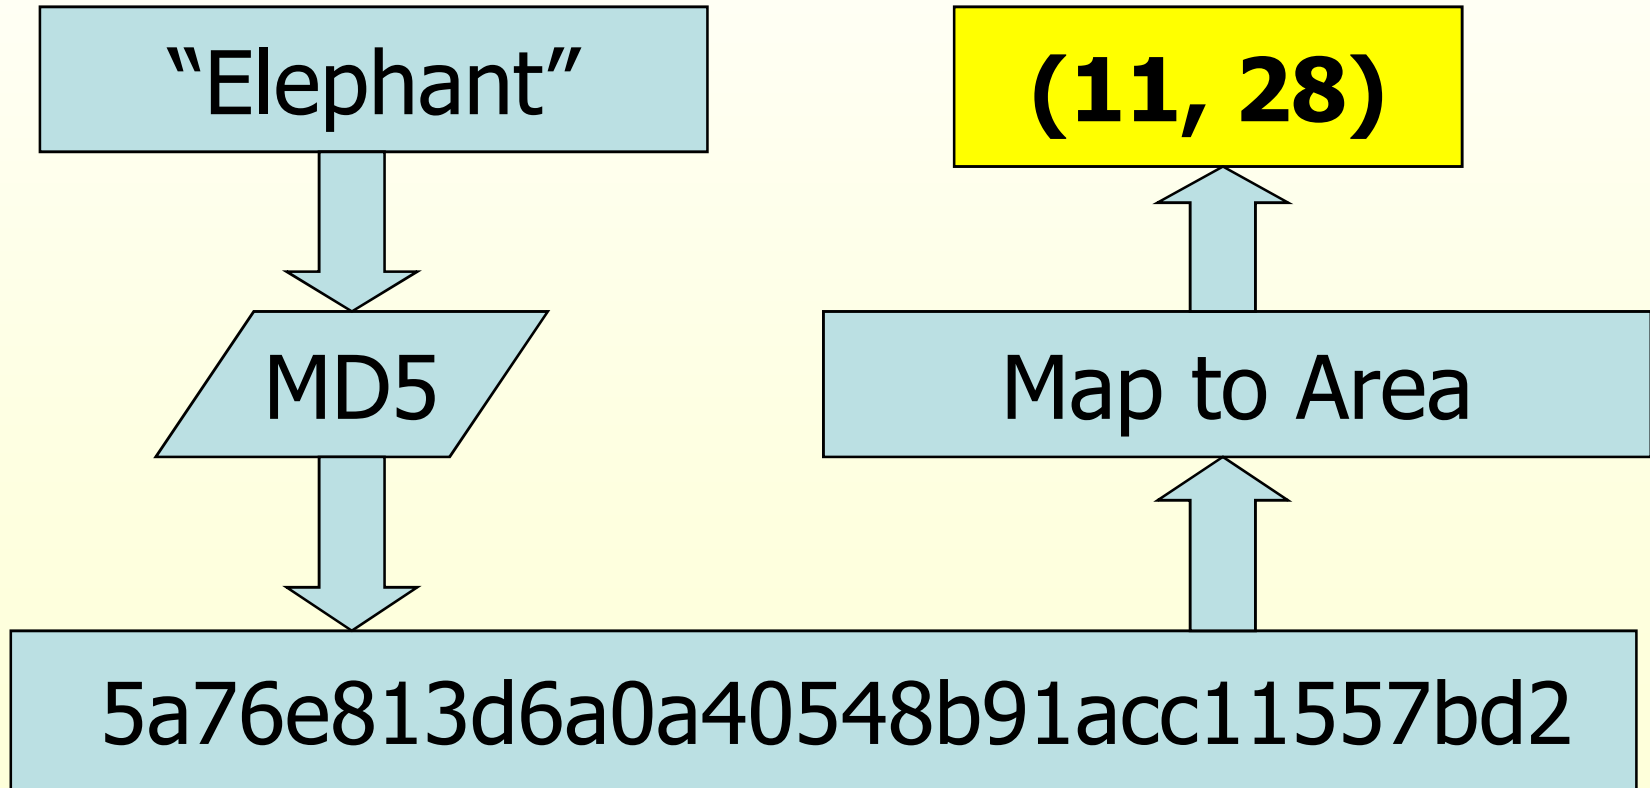 “Elephant”
MD5
5a76e813d6a0a40548b91acc11557bd2
Map to Area
(11, 28)